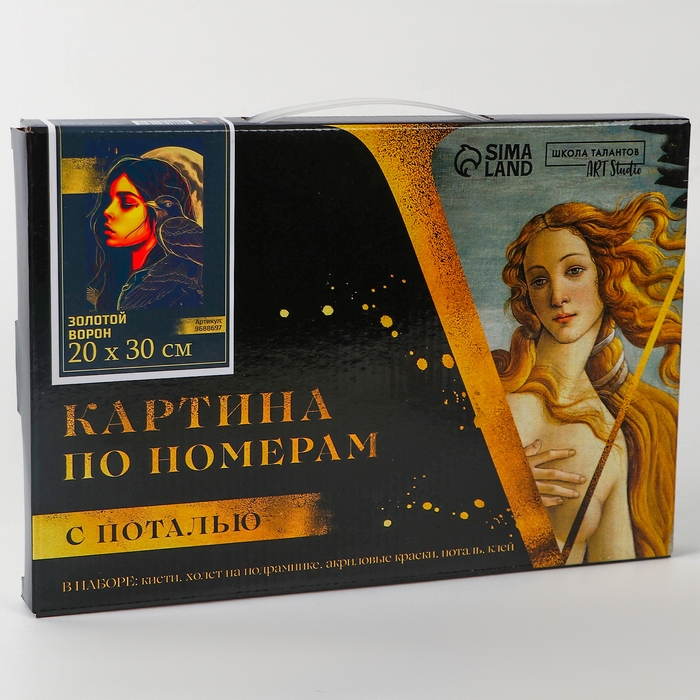 SIMA
LAND
ШКОЛА ТАЛАНТОВ
ART Studio
ЗОЛОТОЙ
ВОРОН
Артикул:
9688697
20 х 30 см
КАРТИНА
ПО НОМЕРАМ
С ПОТАЛЬЮ
В НАБОРЕ: кисти, холст на подрамнике, акриловые краски, поталь, клей